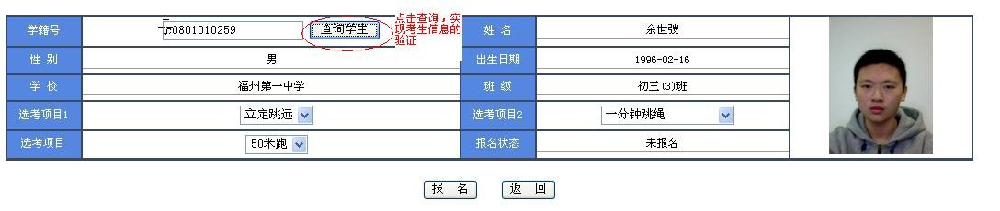 学籍号 0801010259 查询学生 点击查询，实
现考生信息的
验证
姓 名 余世弢
性 别 男 出生日期 1996-02-16
学 校 福州第一中学 班 级 初三(3)班
选考项目1 立定跳远 选考项目2 一分钟跳绳
选考项目 50米跑 报名状态 未报名
报 名 返 回